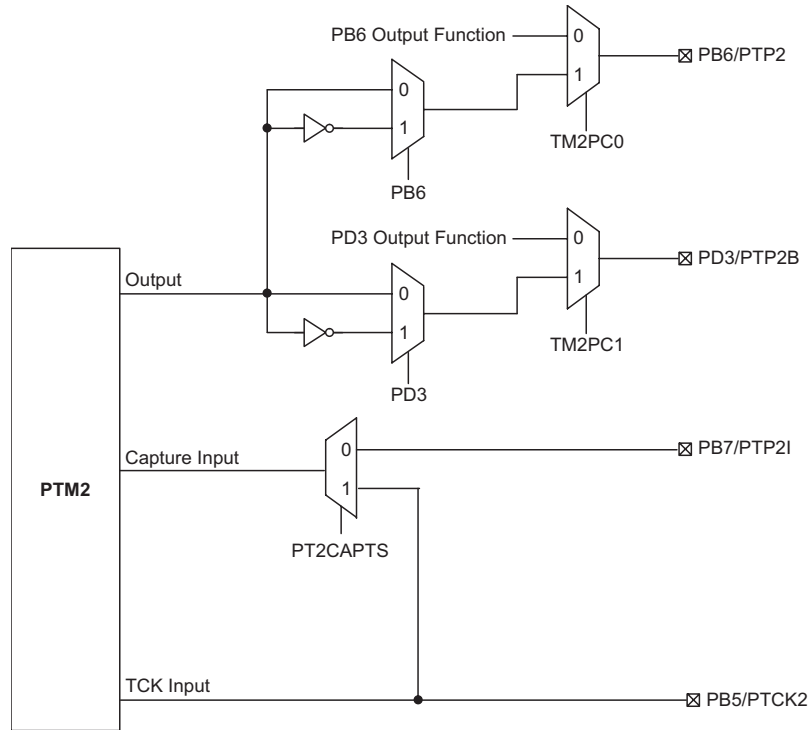 PB6 Output Function
0
1
PB6/PTP2
TM2PC0
0
1
PB6
PD3 Output Function
0
1
PD3/PTP2B
TM2PC1
Output
0
1
PD3
PTM2
Capture Input
0
1
PB7/PTP2I
PT2CAPTS
TCK Input
PB5/PTCK2